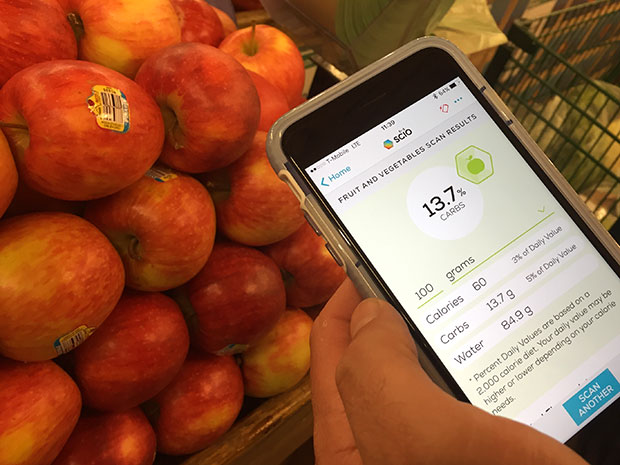 T-Mobile LTE
11:39
64%
Home
SCiO
FRUIT AND VEGETABLES SCAN RESULTS
13.7%
CARBS
100 grams
3% of Daily Value
Calories 60
5% of Daily Value
Carbs 13.7 g
Water 84.9 g
* Percent Daily Values are based on a
2,000 calorie diet. Your daily value may be
higher or lower depending on your calorie
needs.
SCAN
ANOTHER